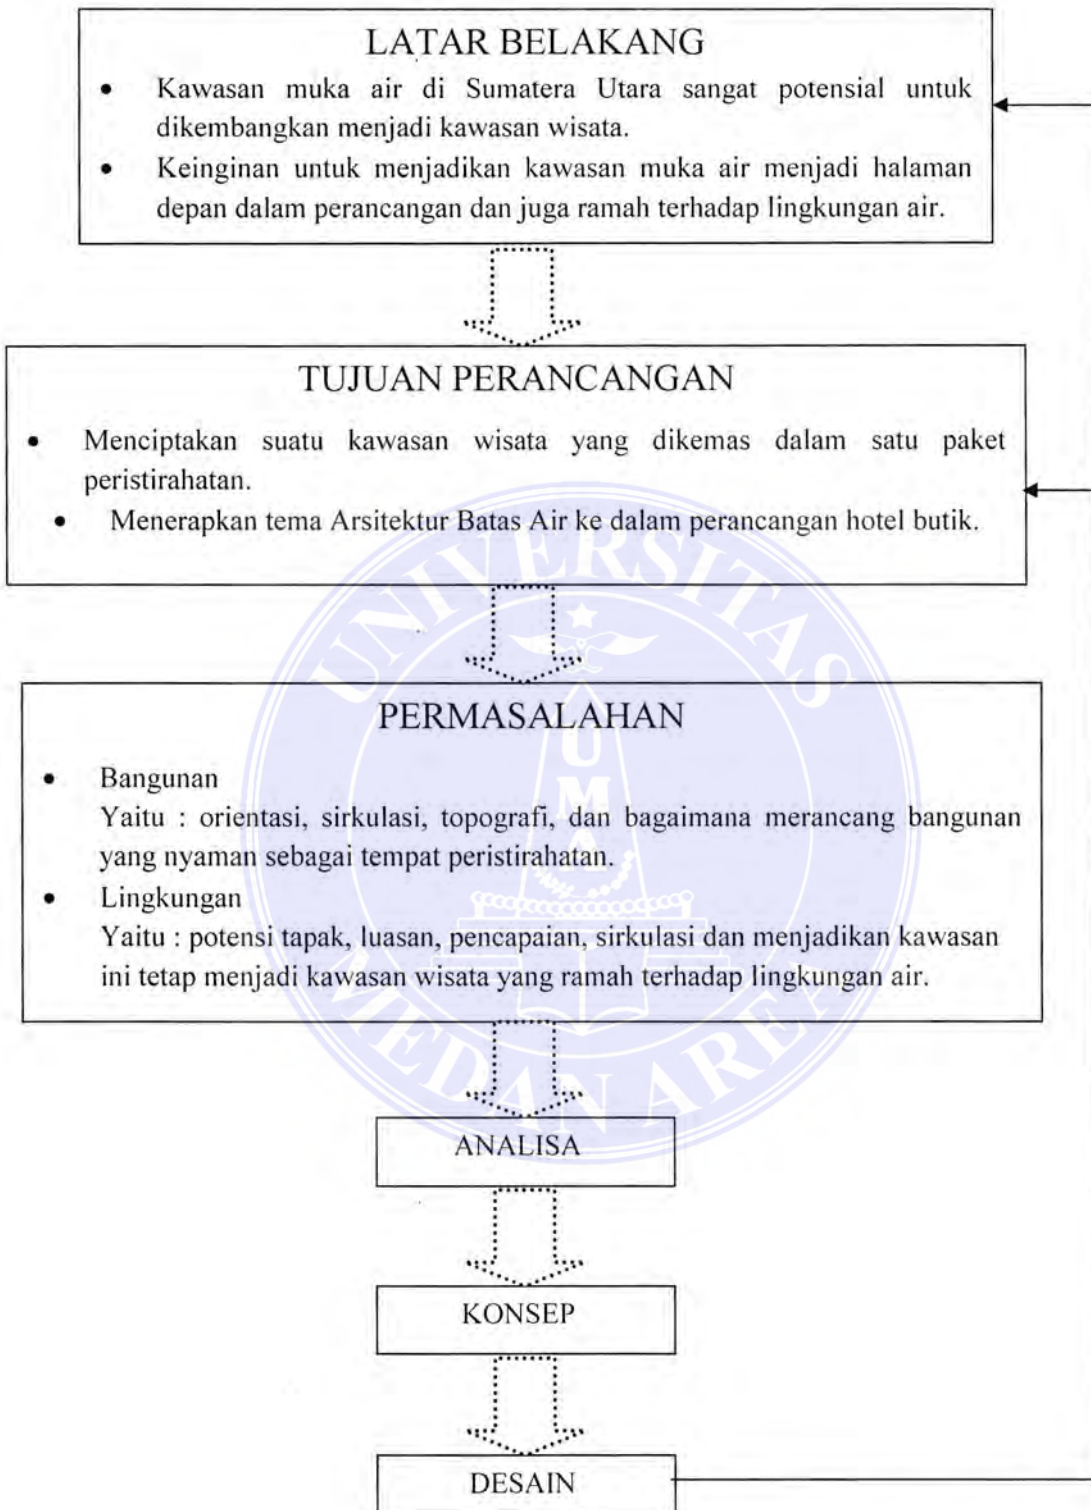 LATAR BELAKANG
• Kawasan muka air di Sumatera Utara sangat potensial untuk
dikembangkan menjadi kawasan wisata.
• Keinginan untuk menjadikan kawasan muka air menjadi halaman
depan dalam perancangan dan juga ramah terhadap lingkungan air.
TUJUAN PERANCANGAN
• Menciptakan suatu kawasan wisata yang dikemas dalam satu paket
peristirahatan.
• Menerapkan tema Arsitektur Batas Air ke dalam perancangan hotel butik.
UNIVERSITAS
PERMASALAHAN
• Bangunan
Yaitu : orientasi, sirkulasi, topografi, dan bagaimana merancang bangunan
yang nyaman sebagai tempat peristirahatan.
• Lingkungan
Yaitu : potensi tapak, luasan, pencapaian, sirkulasi dan menjadikan kawasan
ini tetap menjadi kawasan wisata yang ramah terhadap lingkungan air.
UMA
MEDAN AREA
ANALISA
KONSEP
DESAIN